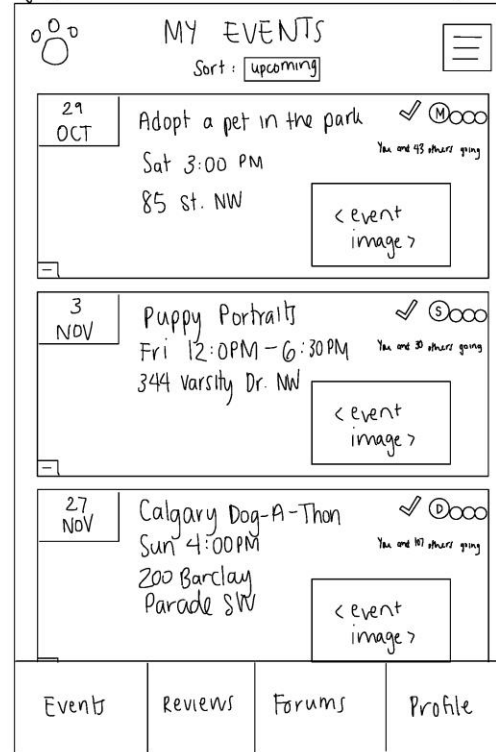 MY EVENTS
Sort: upcoming
29
OCT
Adopt a pet in the park
M
You and 43 others going
Sat 3:00 PM
85 St. NW
<event
image>
3
NOV
Puppy Portraits
S
Fri 12:0PM-6:30PM
You and 30 others going
344 Varsity Dr. NW
<event
image>
27
NOV
Calgary Dog-A-Thon
D
Sun 4:00PM
You and 167 others going
200 Barclay
Parade SW
<event
image>
Events Reviews Forums Profile